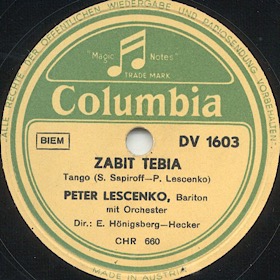 ALLE RECHTE DER ÖFFENTLICHEN WIEDERGABE UND RADIOSENDUNG VORBEHALTEN
"Magic Notes"
TRADE MARK
Columbia
BIEM
DV 1603
ZABIT TEBIA
Tango (S. Sapiroff—P. Lescenko)
PETER LESCENKO, Bariton
mit Orchester
Dir.: E. Hönigsberg—Hecker
CHR 660
MADE IN AUSTRIA